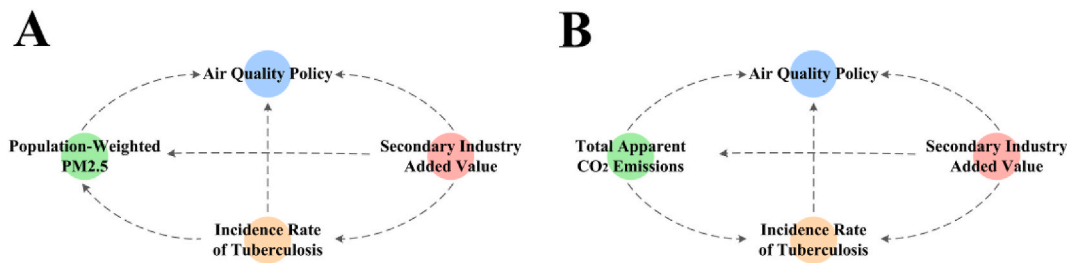 A
Air Quality Policy
Population-Weighted
PM2.5
Secondary Industry
Added Value
Incidence Rate
of Tuberculosis
B
Air Quality Policy
Total Apparent
CO₂ Emissions
Secondary Industry
Added Value
Incidence Rate
of Tuberculosis